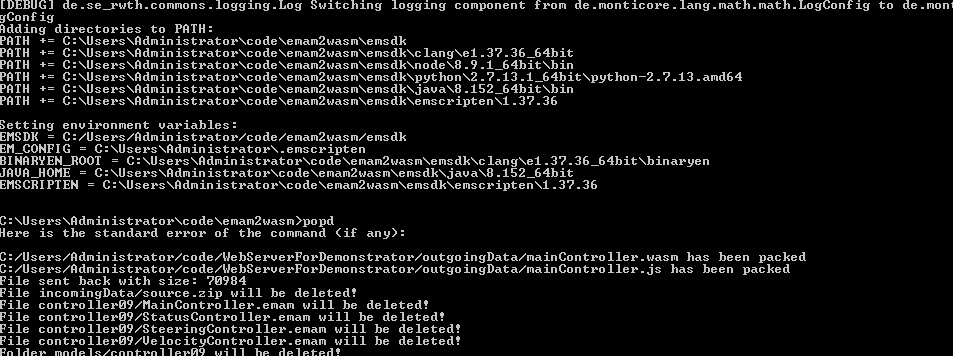 [DEBUG] de.se_rwth.commons.logging.Log Switching logging component from de.monticore.lang.math.math.LogConfig to de.mont
gConfig
Adding directories to PATH:
PATH += C:\Users\Administrator\code\emam2wasm\emsdk
PATH += C:\Users\Administrator\code\emam2wasm\emsdk\clang\e1.37.36_64bit
PATH += C:\Users\Administrator\code\emam2wasm\emsdk\node\8.9.1_64bit\bin
PATH += C:\Users\Administrator\code\emam2wasm\emsdk\python\2.7.13.1_64bit\python-2.7.13.amd64
PATH += C:\Users\Administrator\code\emam2wasm\emsdk\java\8.152_64bit\bin
PATH += C:\Users\Administrator\code\emam2wasm\emsdk\emscripten\1.37.36
Setting environment variables:
EMSDK = C:/Users/Administrator/code/emam2wasm/emsdk
EM_CONFIG = C:\Users\Administrator\.emscripten
BINARYEN_ROOT = C:\Users\Administrator\code\emam2wasm\emsdk\clang\e1.37.36_64bit\binaryen
JAVA_HOME = C:\Users\Administrator\code\emam2wasm\emsdk\java\8.152_64bit
EMSCRIPTEN = C:\Users\Administrator\code\emam2wasm\emsdk\emscripten\1.37.36
C:\Users\Administrator\code\emam2wasm>popd
Here is the standard error of the command (if any):
C:/Users/Administrator/code/WebServerForDemonstrator/outgoingData/mainController.wasm has been packed
C:/Users/Administrator/code/WebServerForDemonstrator/outgoingData/mainController.js has been packed
File sent back with size: 70984
File incomingData/source.zip will be deleted!
File controller09/MainController.emam will be deleted!
File controller09/StatusController.emam will be deleted!
File controller09/SteeringController.emam will be deleted!
File controller09/VelocityController.emam will be deleted!
Folder models/controller09 will be deleted!